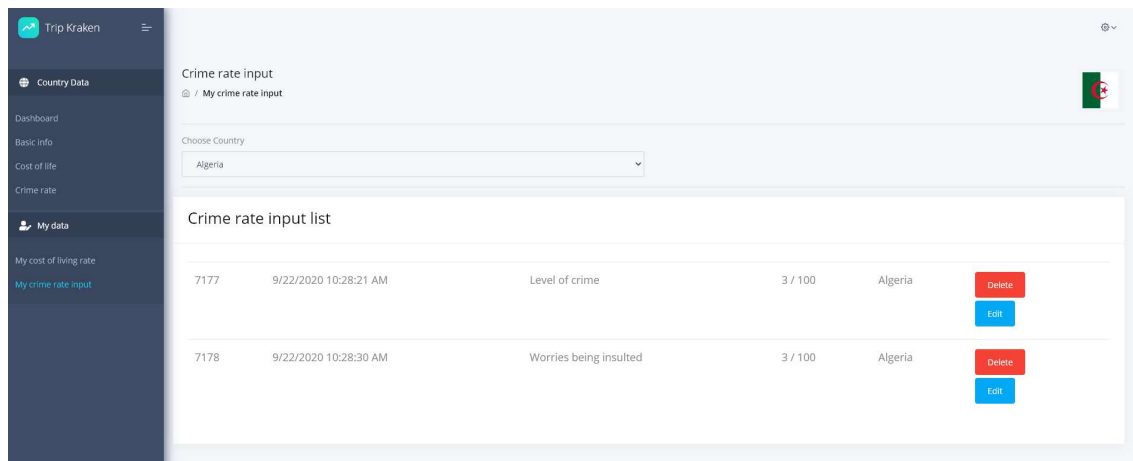 Trip Kraken
Country Data
Dashboard
Basic info
Cost of life
Crime rate
My data
My cost of living rate
My crime rate input
Crime rate input
/ My crime rate input
Choose Country
Algeria
Crime rate input list
7177 9/22/2020 10:28:21 AM Level of crime 3 / 100 Algeria Delete
Edit
7178 9/22/2020 10:28:30 AM Worries being insulted 3 / 100 Algeria Delete
Edit